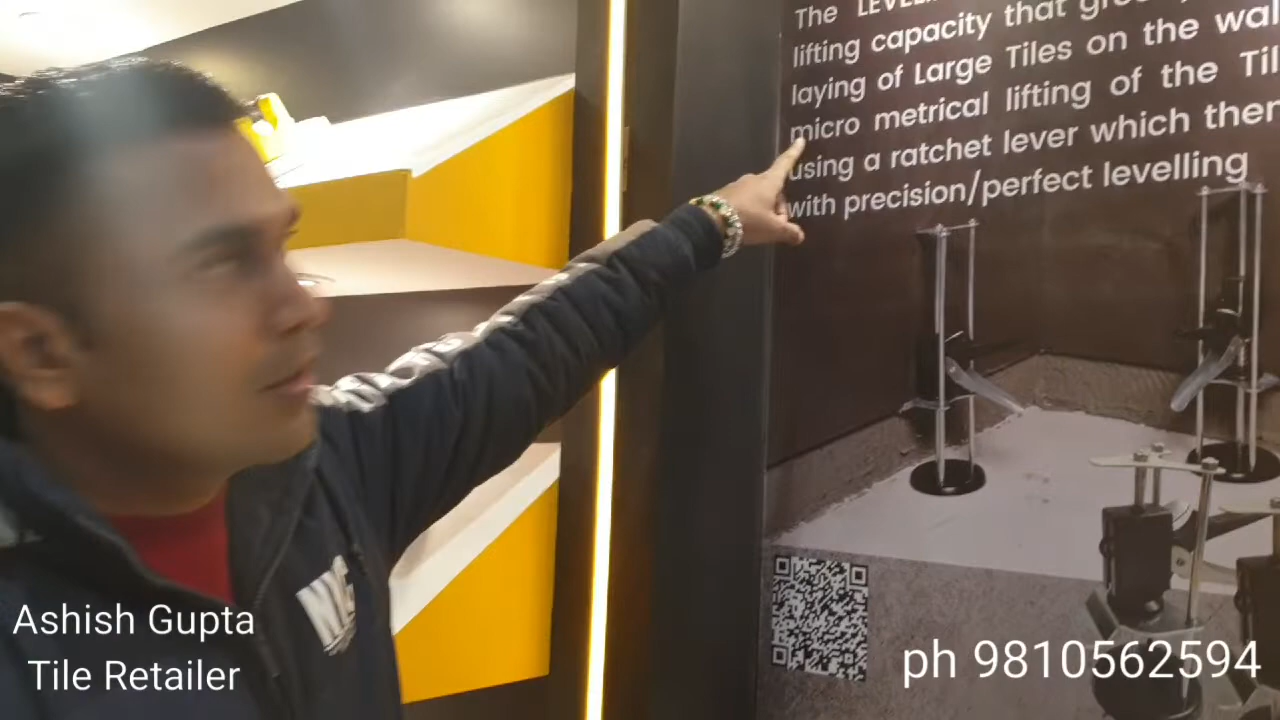 The
lifting capacity that
laying of Large Tiles on the
micro metrical lifting of the
using a ratchet lever which
with precision/perfect levelling
Ashish Gupta
Tile Retailer
ph 9810562594